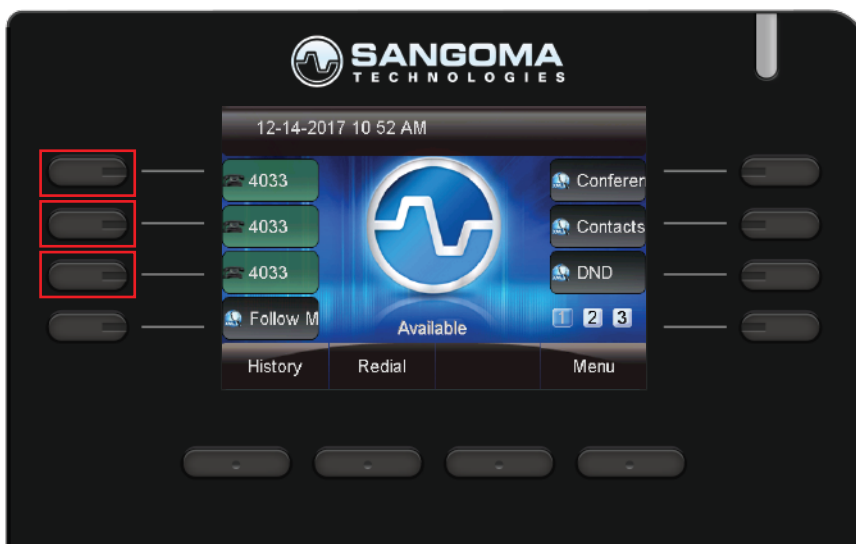 SANGOMA
TECHNOLOGIES
12-14-2017 10 52 AM
4033
Conferen
4033
Contacts
4033
DND
Follow M
Available
1 2 3
History Redial Menu